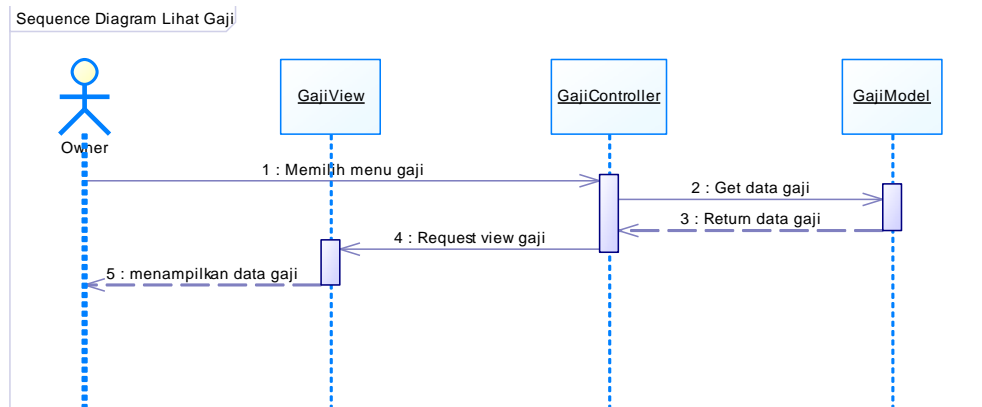 Sequence Diagram Lihat Gaji
GajiView
GajiController
GajiModel
Owner
1 : Memilih menu gaji
2 : Get data gaji
3 : Return data gaji
4 : Request view gaji
5 : menampilkan data gaji